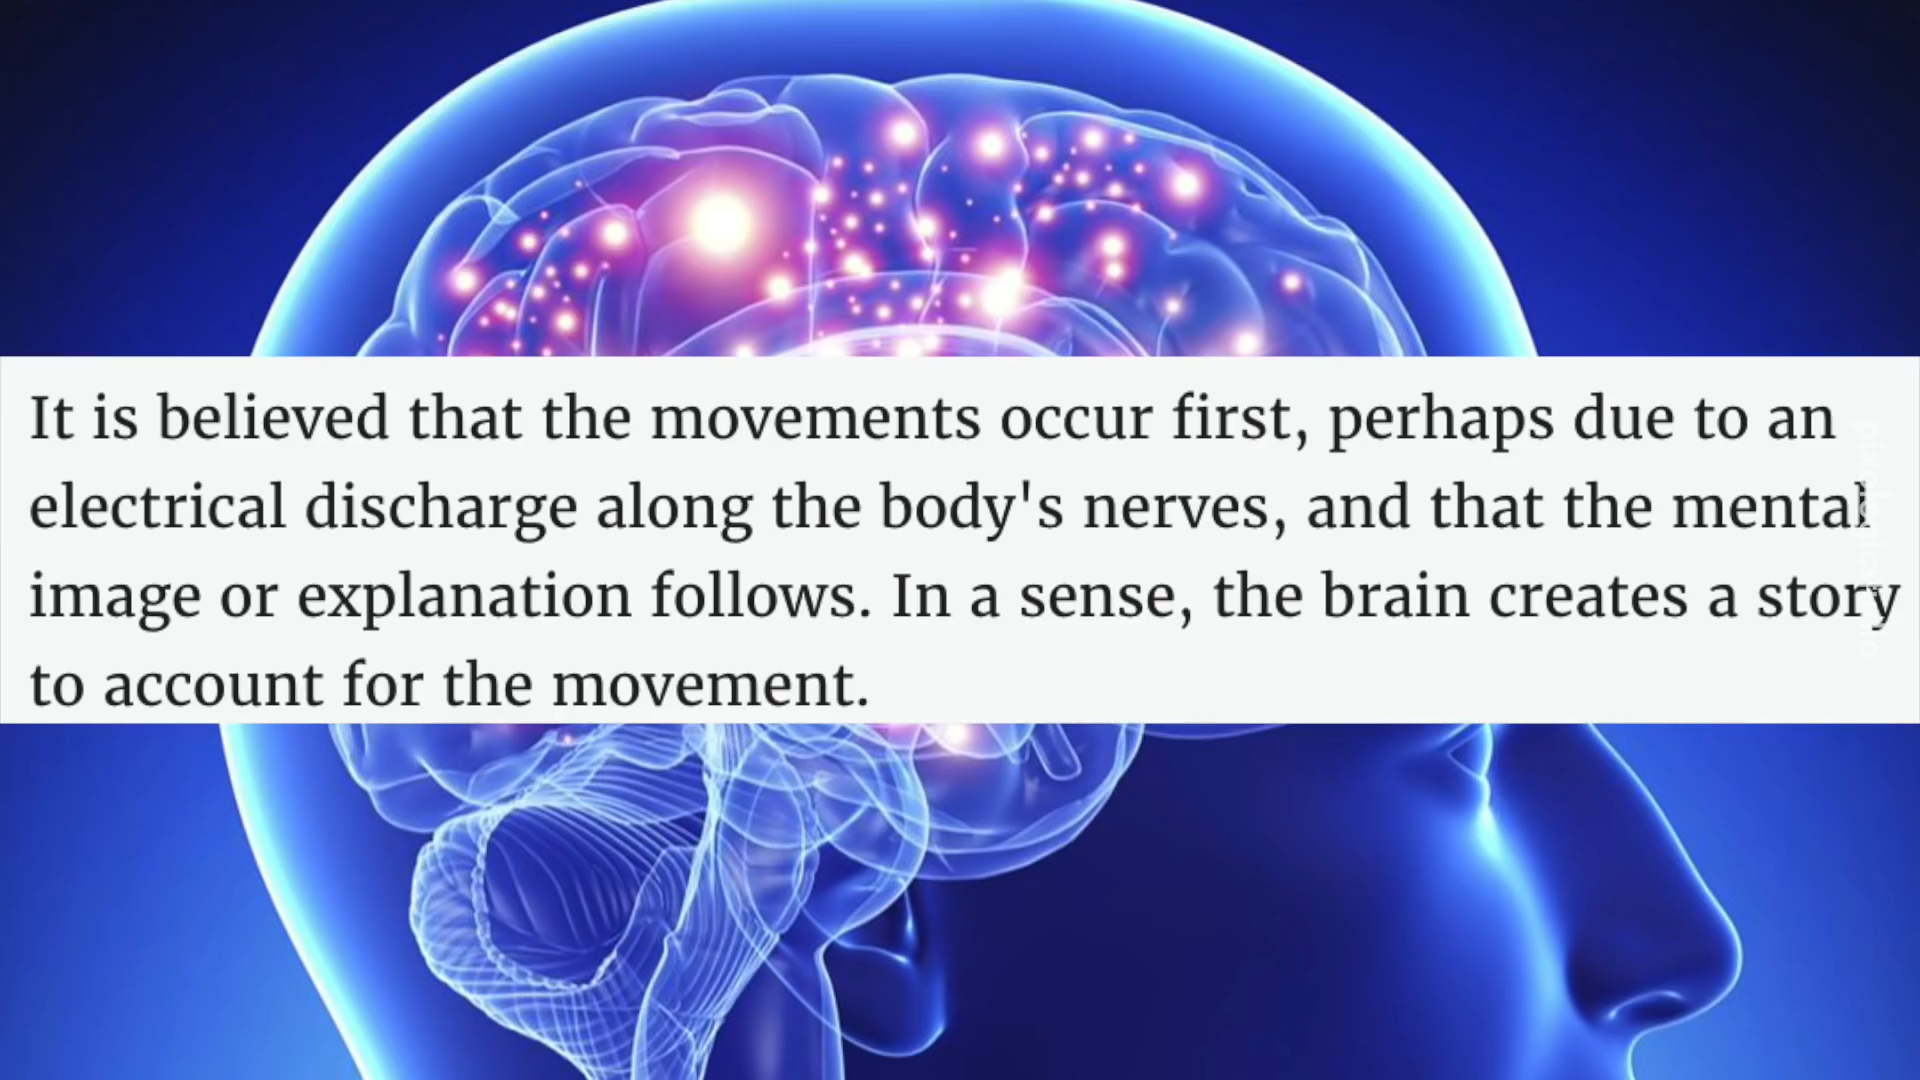 It is believed that the movements occur first, perhaps due to an
electrical discharge along the body's nerves, and that the mental
image or explanation follows. In a sense, the brain creates a story
to account for the movement.